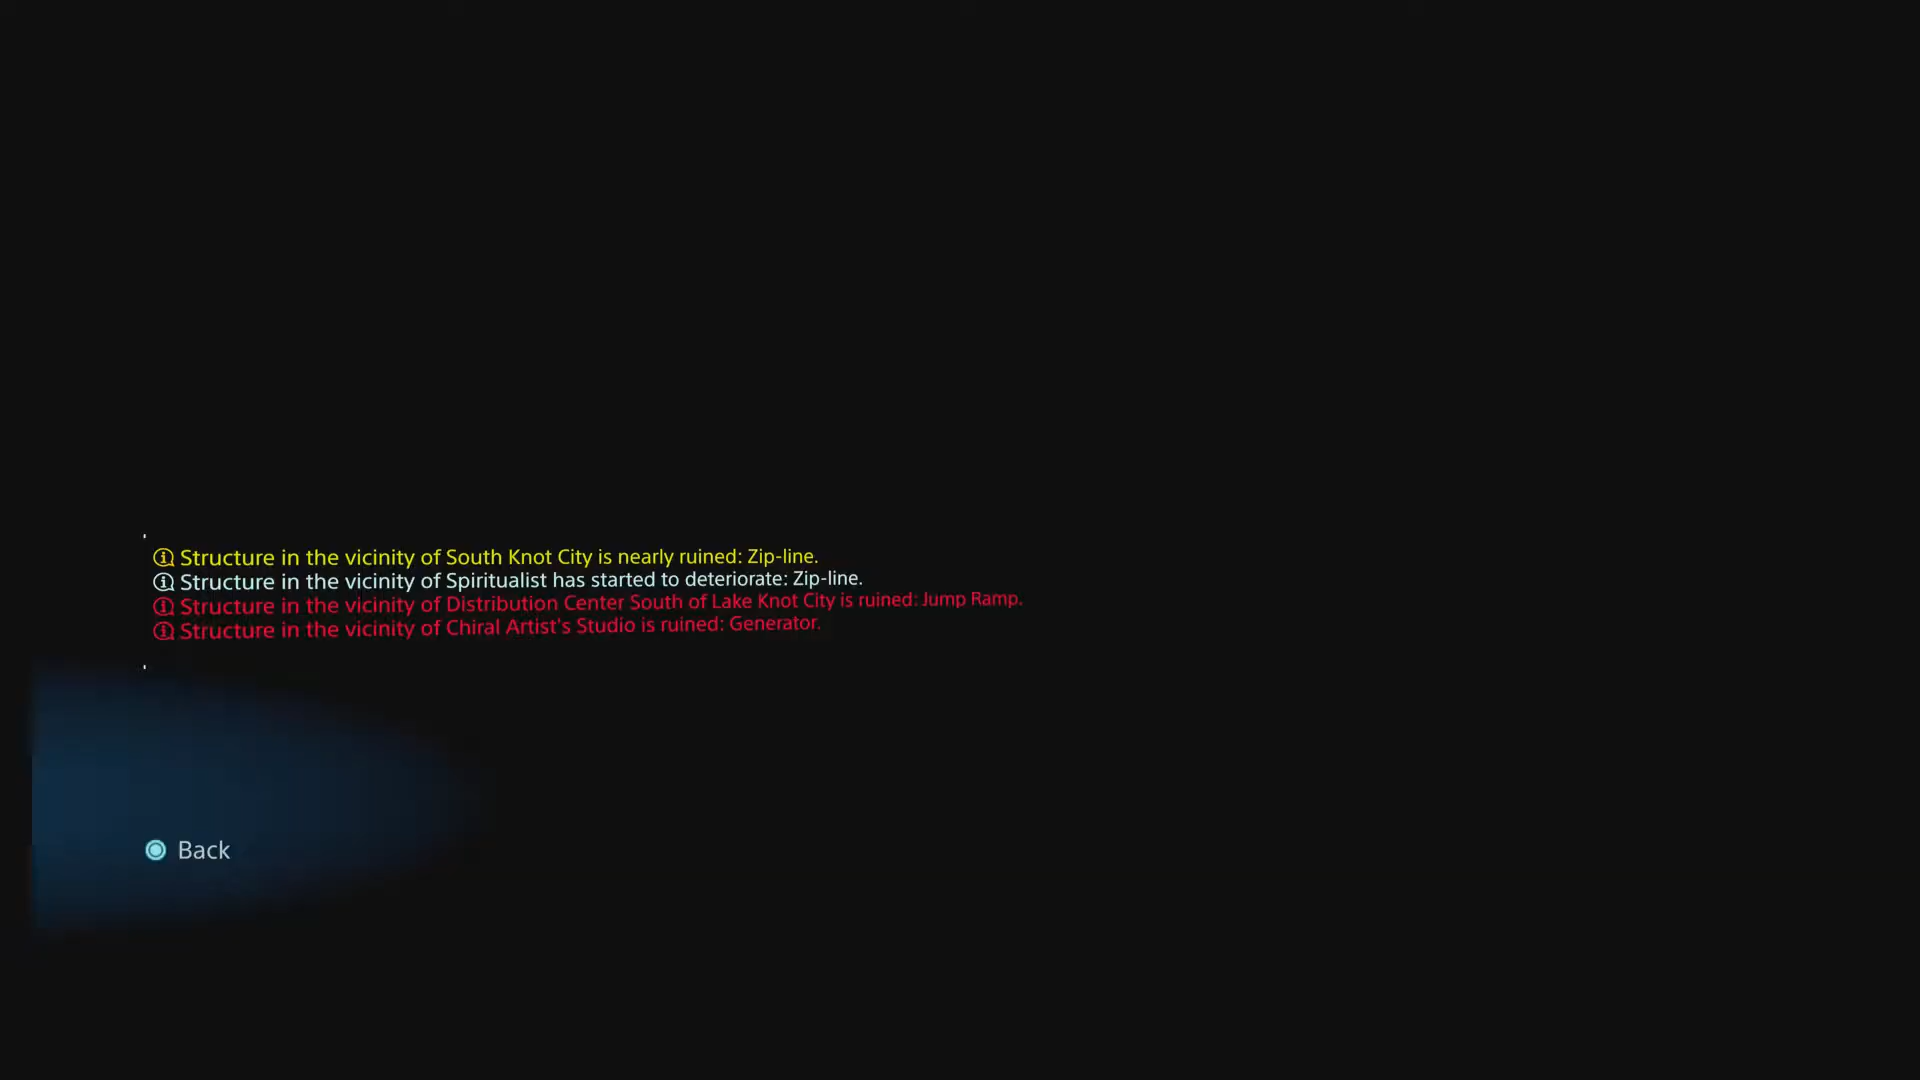 Structure in the vicinity of South Knot City is nearly ruined: Zip-line.
Structure in the vicinity of Spiritualist has started to deteriorate: Zip-line.
Structure in the vicinity of Distribution Center South of Lake Knot City is ruined: Jump Ramp.
Structure in the vicinity of Chiral Artist's Studio is ruined: Generator.
Back